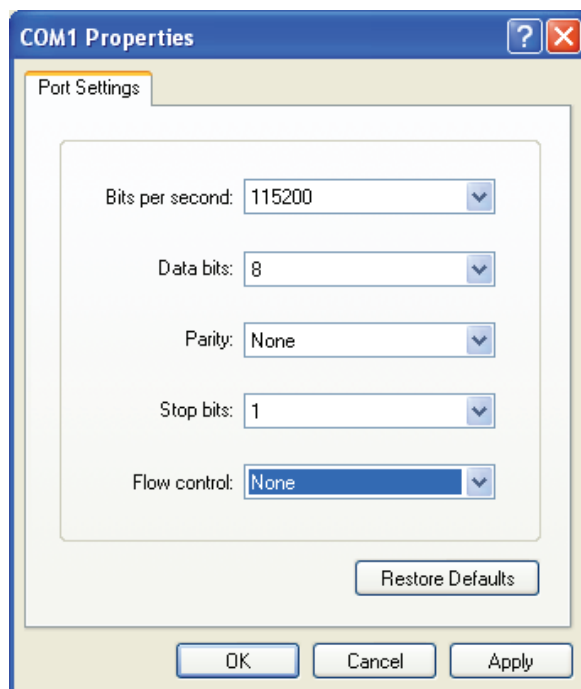 COM1 Properties
Port Settings
Bits per second: 115200
Data bits: 8
Parity: None
Stop bits: 1
Flow control: None
Restore Defaults
OK Cancel Apply